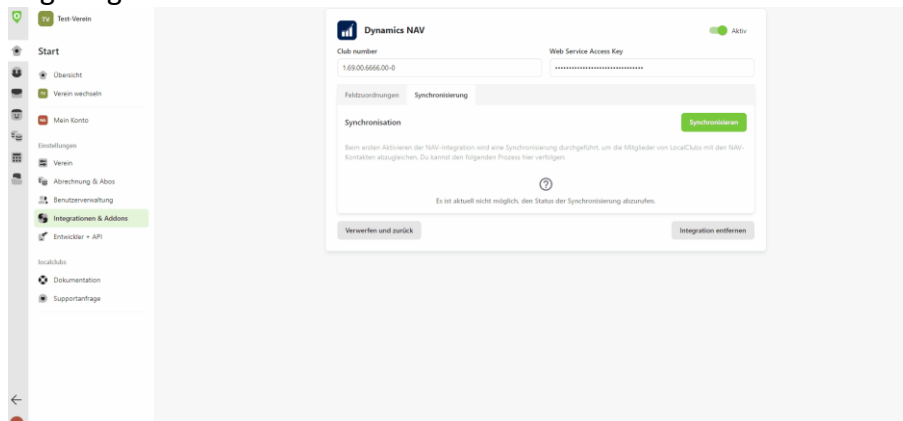 TV Test-Verein
Start
Übersicht
TV Verein wechseln
Mein Konto
Einstellungen
Verein
Abrechnung & Abos
Benutzerverwaltung
Integrationen & Addons
Entwickler + API
localclubs
Dokumentation
Supportanfrage
Dynamics NAV
Aktiv
Club number
Web Service Access Key
1.69.00.6666.00-0
Feldzuordnungen Synchronisierung
Synchronisation
Synchronisieren
Beim ersten Aktivieren der NAV-Integration wird eine Synchronisierung durchgeführt, um die Mitglieder von LocalClubs mit den NAV-
Kontakten abzugleichen. Du kannst den folgenden Prozess hier verfolgen:
Es ist aktuell nicht möglich, den Status der Synchronisierung abzurufen.
Verwerfen und zurück
Integration entfernen